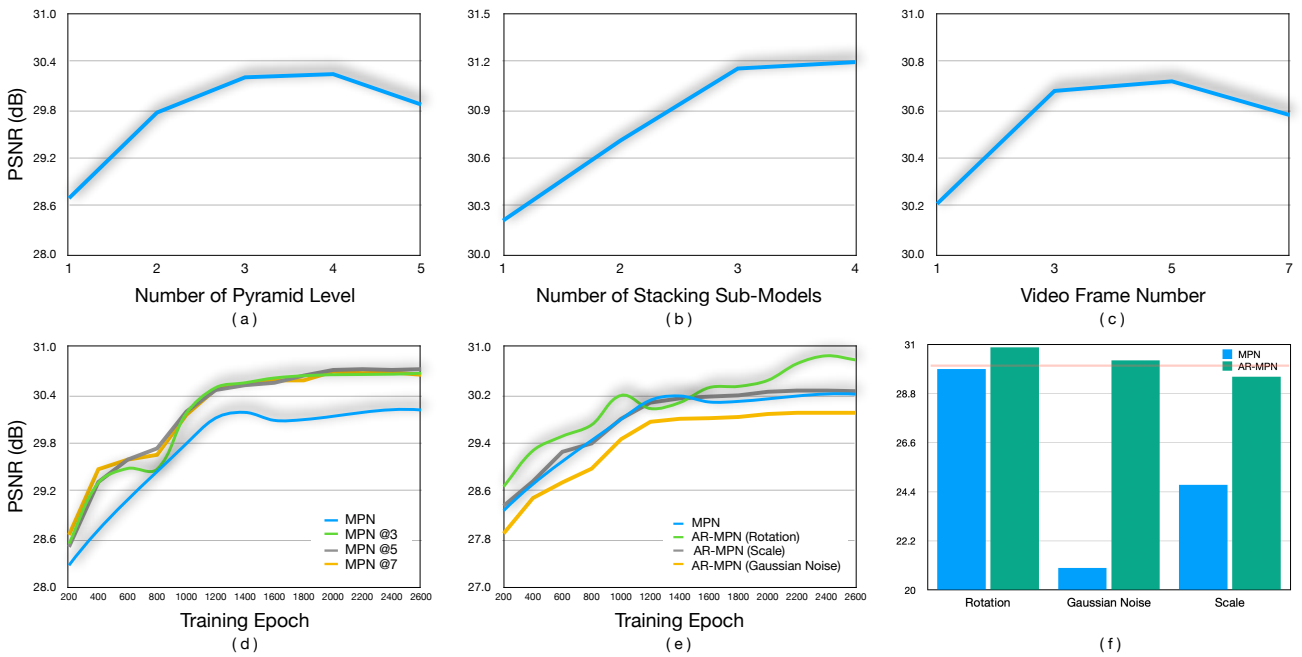 PSNR (dB)
31.0
30.4
29.8
29.2
28.6
28.0
1 2 3 4 5
Number of Pyramid Level
( a )
31.5
31.2
30.9
30.6
30.3
30.0
1 2 3 4
Number of Stacking Sub-Models
( b )
31.0
30.8
30.6
30.4
30.2
30.0
1 3 5 7
Video Frame Number
( c )
PSNR (dB)
31.0
30.4
29.8
29.2
28.6
28.0
MPN
MPN @3
MPN @5
MPN @7
200 400 600 800 1000 1200 1400 1600 1800 2000 2200 2400 2600
Training Epoch
( d )
31.0
30.2
29.4
28.6
27.8
27.0
MPN
AR-MPN (Rotation)
AR-MPN (Scale)
AR-MPN (Gaussian Noise)
200 400 600 800 1000 1200 1400 1600 1800 2000 2200 2400 2600
Training Epoch
( e )
31
28.8
26.6
24.4
22.2
20
MPN
AR-MPN
Rotation Gaussian Noise Scale
( f )